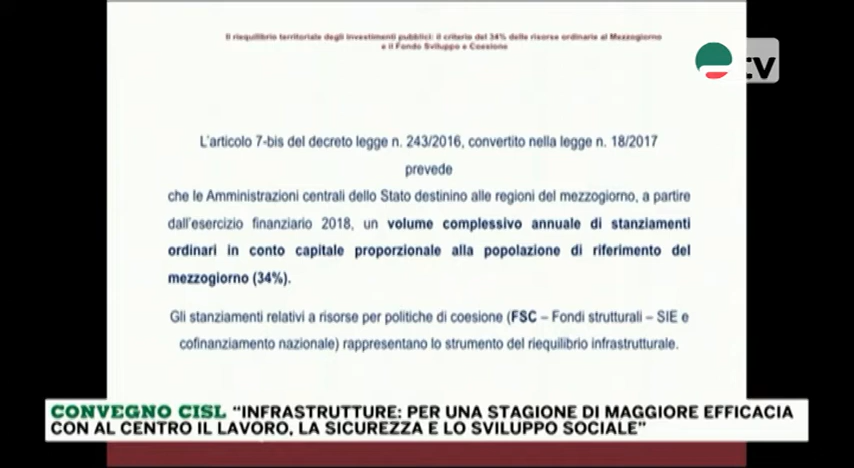 Il riequilibrio territoriale degli investimenti pubblici: il criterio del 34% delle risorse ordinarie al Mezzogiorno
e il Fondo Sviluppo e Coesione
tv
L'articolo 7-bis del decreto legge n. 243/2016, convertito nella legge n. 18/2017
prevede
che le Amministrazioni centrali dello Stato destinino alle regioni del mezzogiorno, a partire
dall'esercizio finanziario 2018, un volume complessivo annuale di stanziamenti
ordinari in conto capitale proporzionale alla popolazione di riferimento del
mezzogiorno (34%).
Gli stanziamenti relativi a risorse per politiche di coesione (FSC – Fondi strutturali – SIE e
cofinanziamento nazionale) rappresentano lo strumento del riequilibrio infrastrutturale.
CONVEGNO CISL "INFRASTRUTTURE: PER UNA STAGIONE DI MAGGIORE EFFICACIA
CON AL CENTRO IL LAVORO, LA SICUREZZA E LO SVILUPPO SOCIALE"